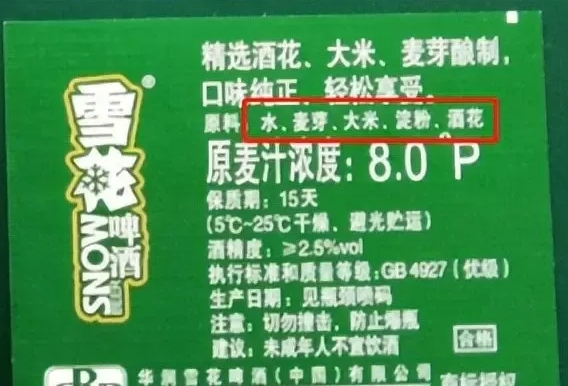 雪花
啤酒
精选酒花、大米、麦芽酿制，
口味纯正，轻松享受。
原料：水、麦芽、大米、淀粉、酒花
原麦汁浓度：8.0°P
保质期：15天
(5℃~25℃干燥、避光贮运)
酒精度：≥2.5%vol
执行标准和质量等级：GB 4927（优级）
生产日期：见瓶颈喷码
注意：切勿撞击，防止爆瓶
建议：未成年人不宜饮酒
合格
华润雪花啤酒（中国）有限公司
商标授权